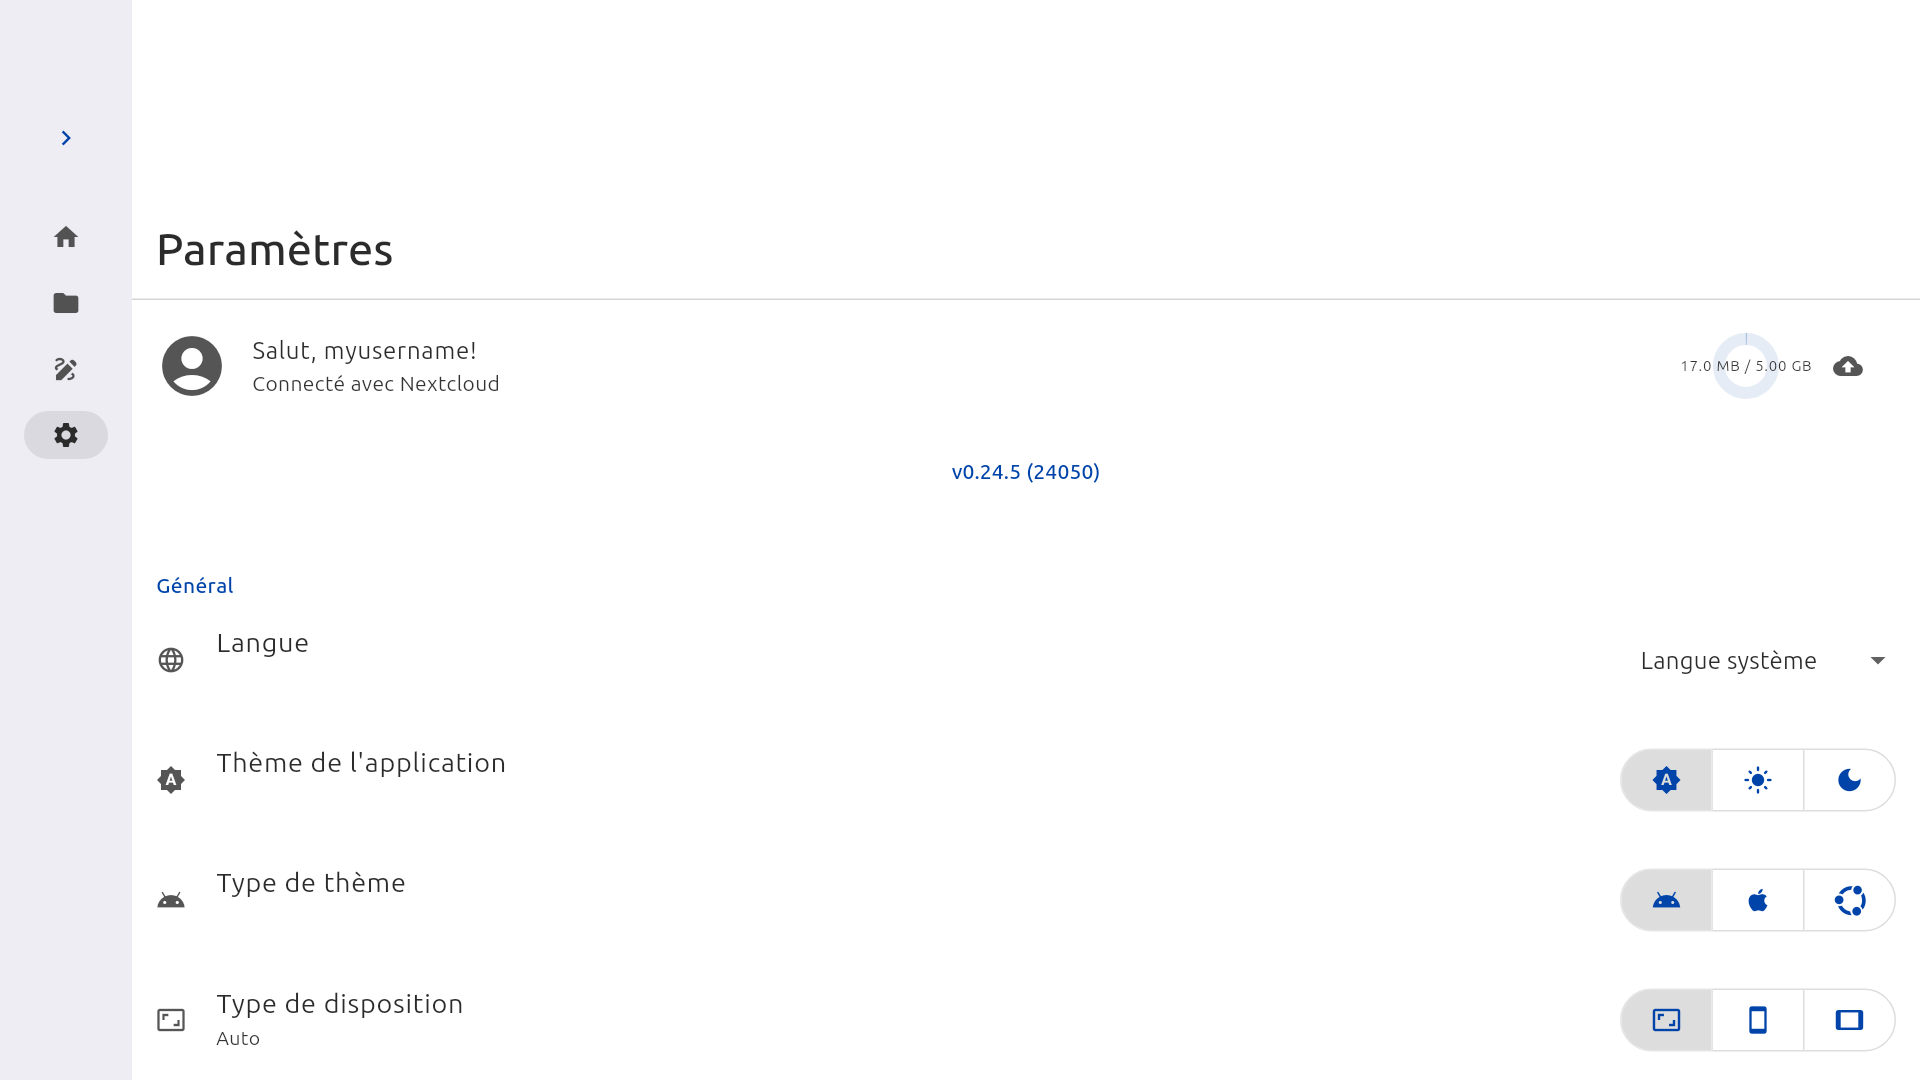 Paramètres
Salut, myusername!
Connecté avec Nextcloud
17.0 MB / 5.00 GB
v0.24.5 (24050)
Général
Langue
Langue système
Thème de l'application
Type de thème
Type de disposition
Auto